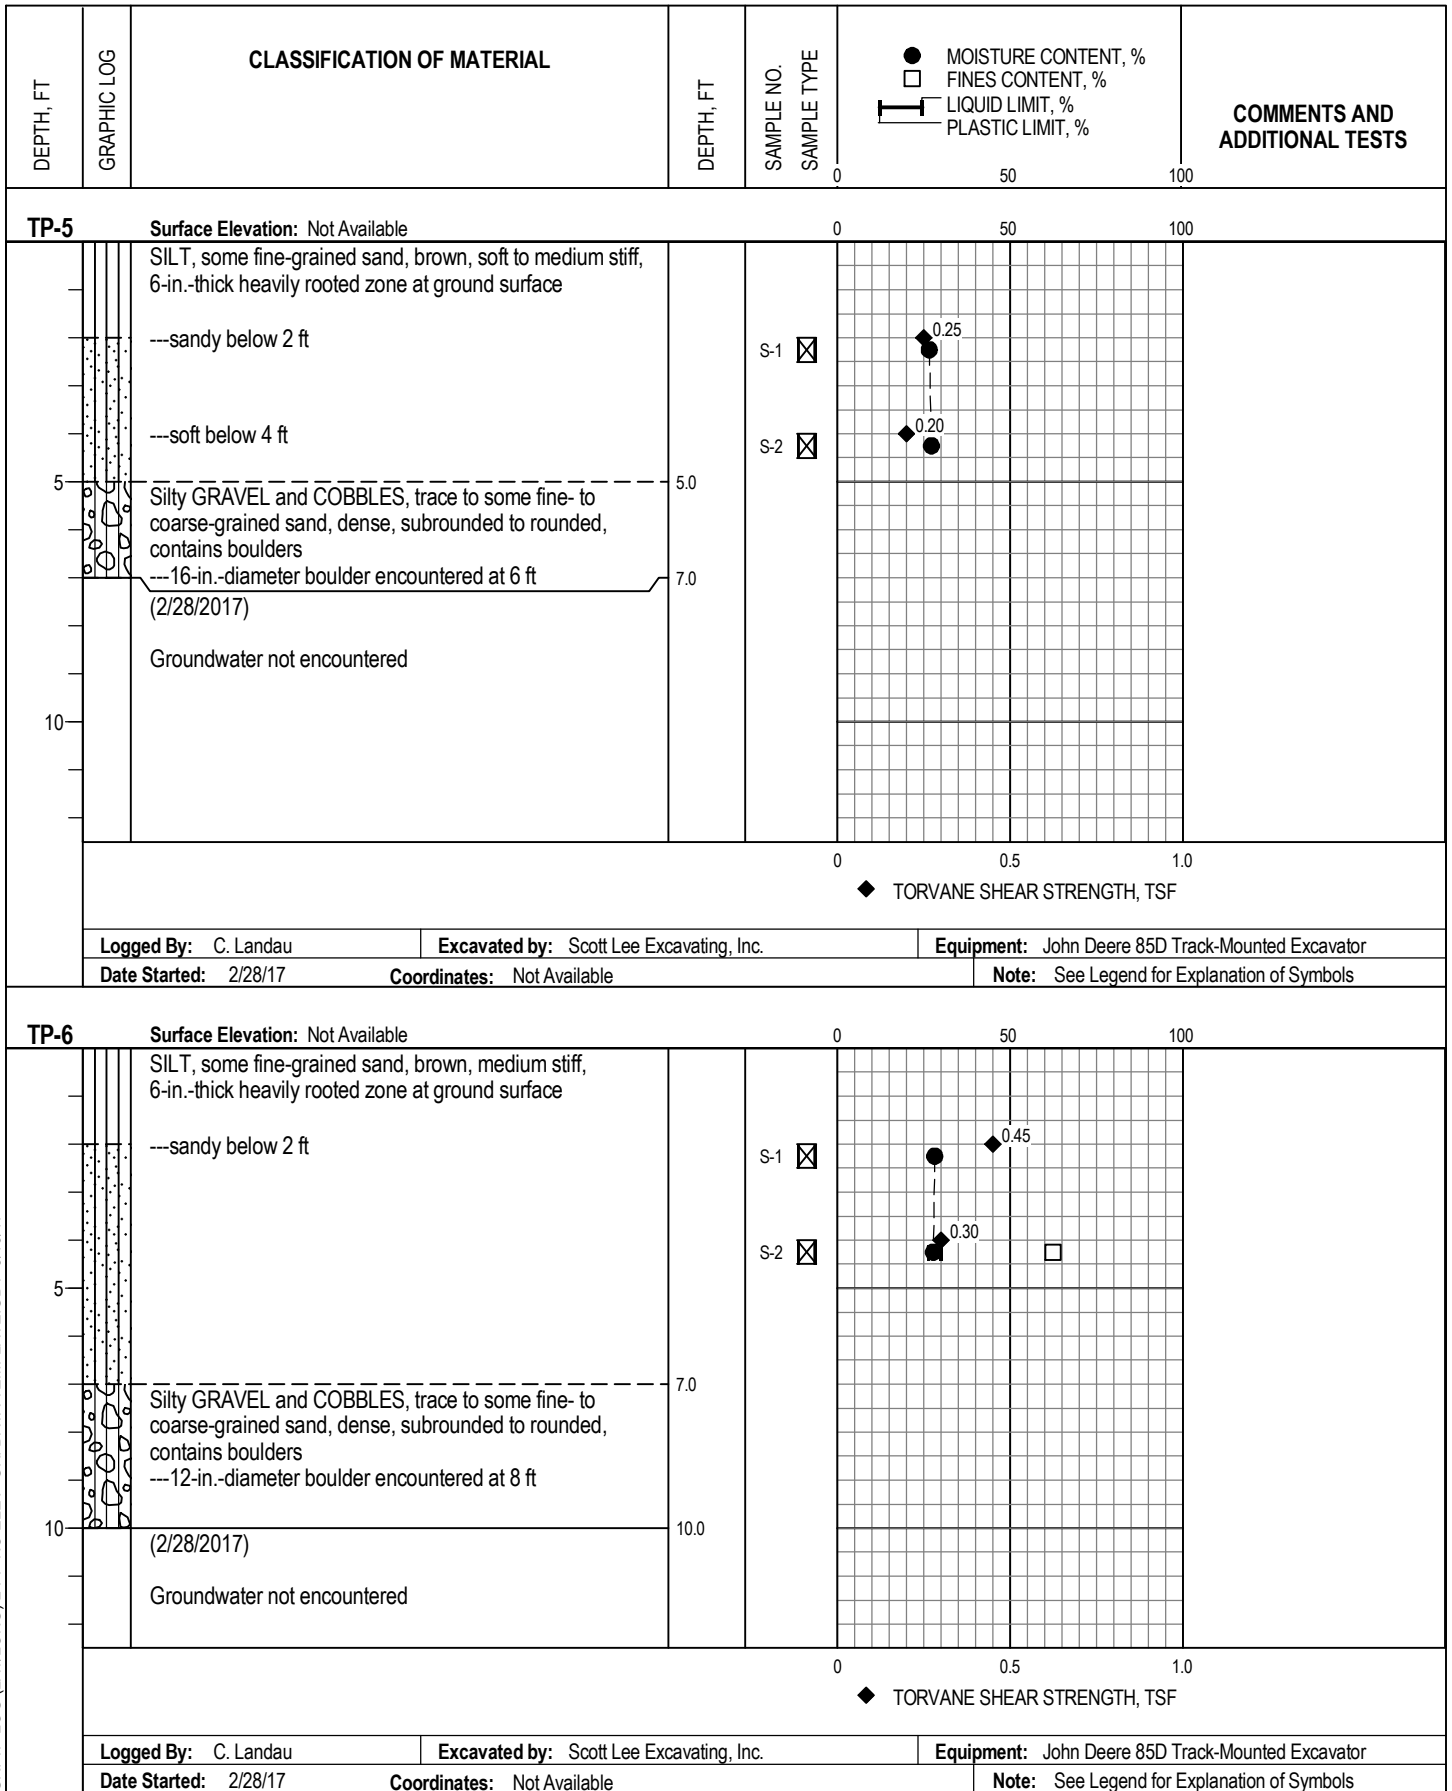 DEPTH, FT
GRAPHIC LOG
CLASSIFICATION OF MATERIAL
DEPTH, FT
SAMPLE NO.
SAMPLE TYPE
MOISTURE CONTENT, %
FINES CONTENT, %
LIQUID LIMIT, %
PLASTIC LIMIT, %
0 50 100
COMMENTS AND
ADDITIONAL TESTS
TP-5 Surface Elevation: Not Available 0 50 100
SILT, some fine-grained sand, brown, soft to medium stiff,
6-in.-thick heavily rooted zone at ground surface
---sandy below 2 ft
0.25
S-1
---soft below 4 ft
0.20
S-2
5
5.0
Silty GRAVEL and COBBLES, trace to some fine- to
coarse-grained sand, dense, subrounded to rounded,
contains boulders
---16-in.-diameter boulder encountered at 6 ft
7.0
(2/28/2017)
Groundwater not encountered
10
0 0.5 1.0
TORVANE SHEAR STRENGTH, TSF
Logged By: C. Landau Excavated by: Scott Lee Excavating, Inc. Equipment: John Deere 85D Track-Mounted Excavator
Date Started: 2/28/17 Coordinates: Not Available Note: See Legend for Explanation of Symbols
TP-6 Surface Elevation: Not Available 0 50 100
SILT, some fine-grained sand, brown, medium stiff,
6-in.-thick heavily rooted zone at ground surface
---sandy below 2 ft
0.45
S-1
0.30
S-2
5
7.0
Silty GRAVEL and COBBLES, trace to some fine- to
coarse-grained sand, dense, subrounded to rounded,
contains boulders
---12-in.-diameter boulder encountered at 8 ft
10
10.0
(2/28/2017)
Groundwater not encountered
0 0.5 1.0
TORVANE SHEAR STRENGTH, TSF
Logged By: C. Landau Excavated by: Scott Lee Excavating, Inc. Equipment: John Deere 85D Track-Mounted Excavator
Date Started: 2/28/17 Coordinates: Not Available Note: See Legend for Explanation of Symbols